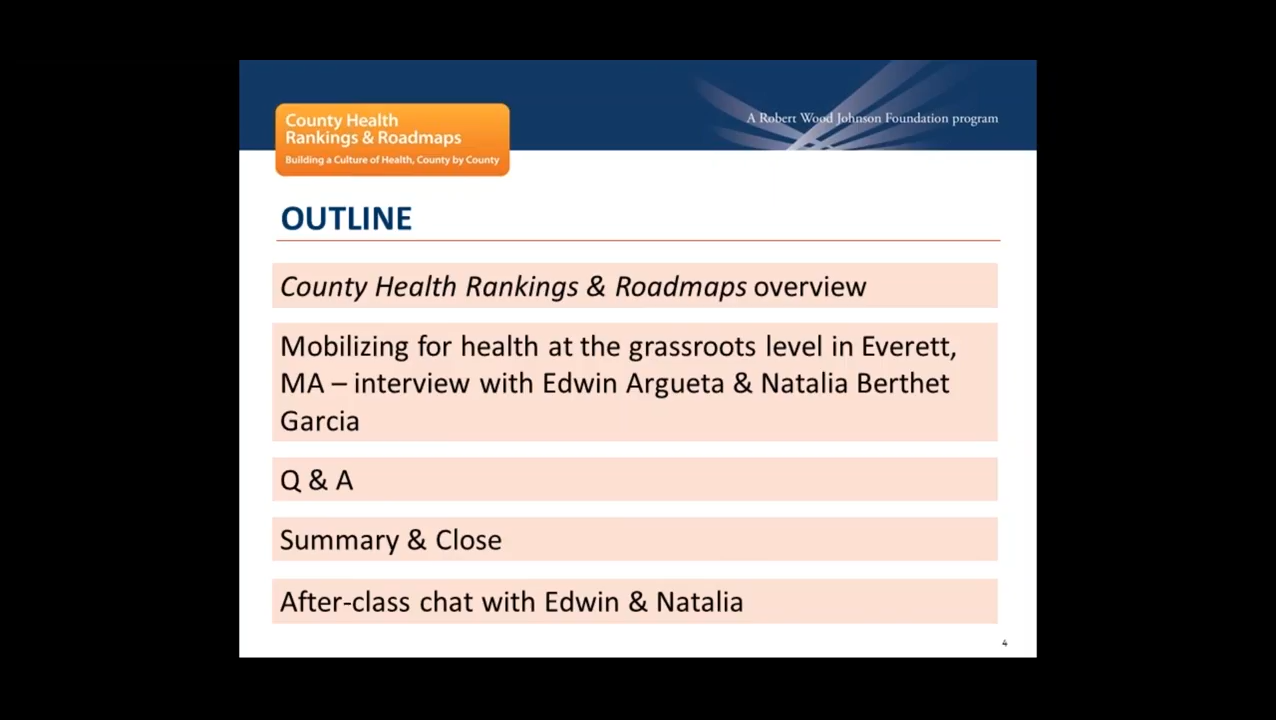 County Health
Rankings & Roadmaps
Building a Culture of Health, County by County
A Robert Wood Johnson Foundation program
OUTLINE
County Health Rankings & Roadmaps overview
Mobilizing for health at the grassroots level in Everett,
MA – interview with Edwin Argueta & Natalia Berthet
Garcia
Q & A
Summary & Close
After-class chat with Edwin & Natalia
4